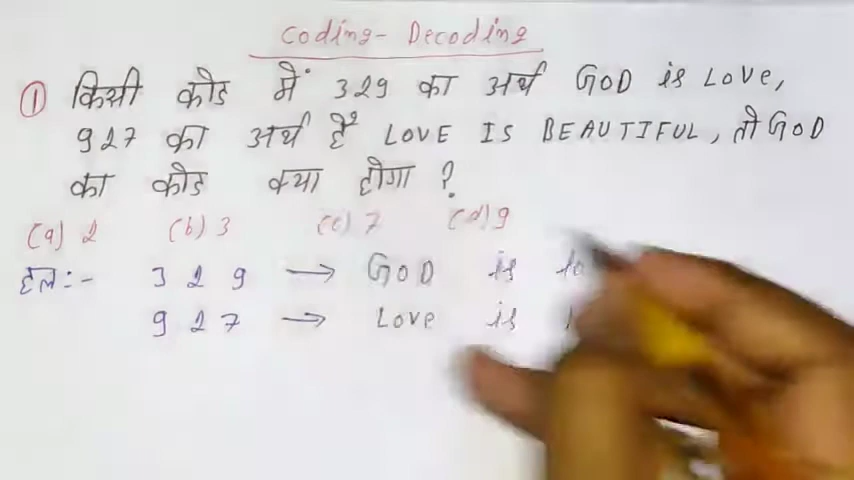 Coding - Decoding
① किसी कोड में 329 का अर्थ GOD is LOVE,
927 का अर्थ है LOVE IS BEAUTIFUL, तो GOD
का कोड क्या होगा ?
(a) 2 (b) 3 (c) 7 (d) 9
हल :- 3 2 9 → GOD is
9 2 7 → Love is